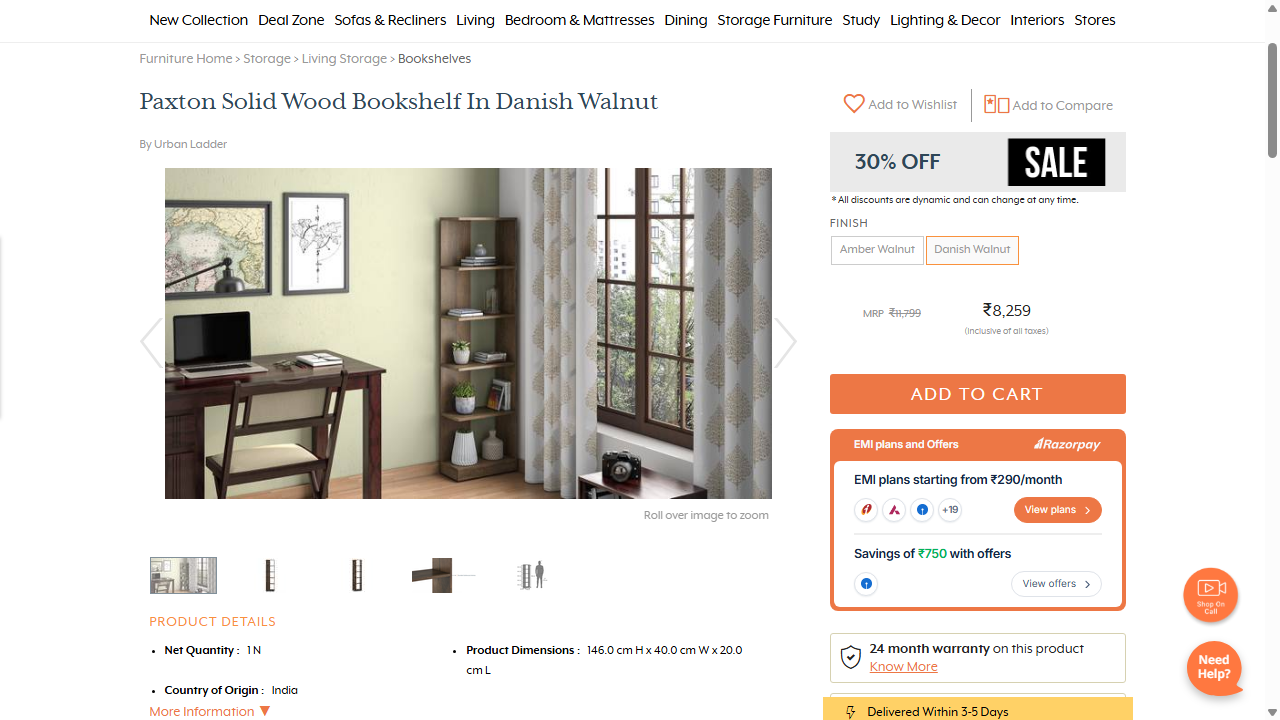 New Collection Deal Zone Sofas & Recliners Living Bedroom & Mattresses Dining Storage Furniture Study Lighting & Decor Interiors Stores
Furniture Home > Storage > Living Storage > Bookshelves
Paxton Solid Wood Bookshelf In Danish Walnut
By Urban Ladder
Roll over image to zoom
PRODUCT DETAILS
• Net Quantity : 1 N
• Product Dimensions : 146.0 cm H x 40.0 cm W x 20.0
cm L
• Country of Origin : India
More Information ▼
Add to Wishlist
Add to Compare
30% OFF
SALE
* All discounts are dynamic and can change at any time.
FINISH
Amber Walnut
Danish Walnut
MRP ₹11,799
₹8,259
(Inclusive of all taxes)
ADD TO CART
EMI plans and Offers
Razorpay
EMI plans starting from ₹290/month
+19
View plans
Savings of ₹750 with offers
View offers
24 month warranty on this product
Know More
Delivered Within 3-5 Days
Shop On
Call
Need
Help?